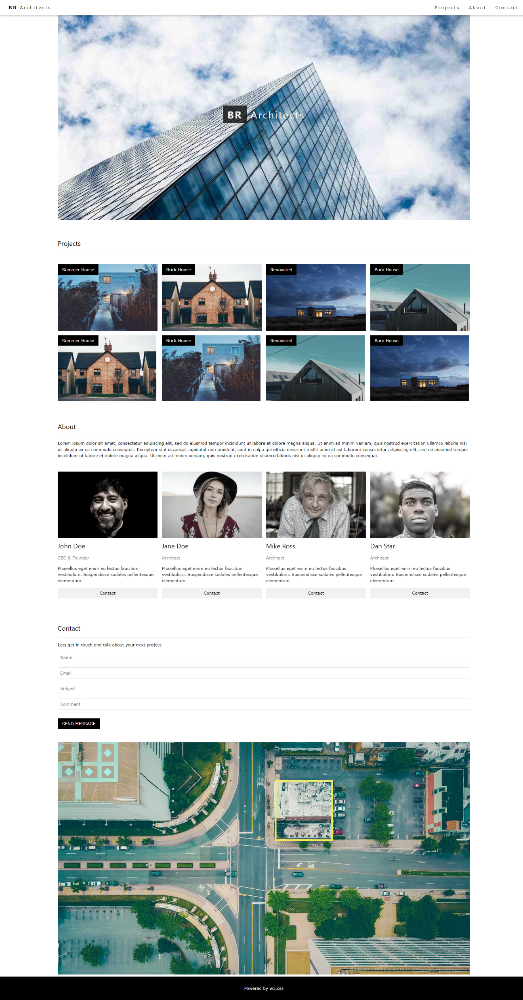 BR Architects
Projects About Contact
BR Architects
Projects
Summer House
Brick House
Renovated
Barn House
Summer House
Brick House
Renovated
Barn House
About
Lorem ipsum dolor sit amet, consectetur adipiscing elit, sed do eiusmod tempor incididunt ut labore et dolore magna aliqua. Ut enim ad minim veniam, quis nostrud exercitation ullamco laboris nisi
ut aliquip ex ea commodo consequat. Excepteur sint occaecat cupidatat non proident, sunt in culpa qui officia deserunt mollit anim id est laborum consectetur adipiscing elit, sed do eiusmod tempor
incididunt ut labore et dolore magna aliqua. Ut enim ad minim veniam, quis nostrud exercitation ullamco laboris nisi ut aliquip ex ea commodo consequat.
John Doe
CEO & Founder
Phasellus eget enim eu lectus faucibus
vestibulum. Suspendisse sodales pellentesque
elementum.
Contact
Jane Doe
Architect
Phasellus eget enim eu lectus faucibus
vestibulum. Suspendisse sodales pellentesque
elementum.
Contact
Mike Ross
Architect
Phasellus eget enim eu lectus faucibus
vestibulum. Suspendisse sodales pellentesque
elementum.
Contact
Dan Star
Architect
Phasellus eget enim eu lectus faucibus
vestibulum. Suspendisse sodales pellentesque
elementum.
Contact
Contact
Lets get in touch and talk about your next project.
Name
Email
Subject
Comment
SEND MESSAGE
ONLY
ONLY
Powered by w3.css